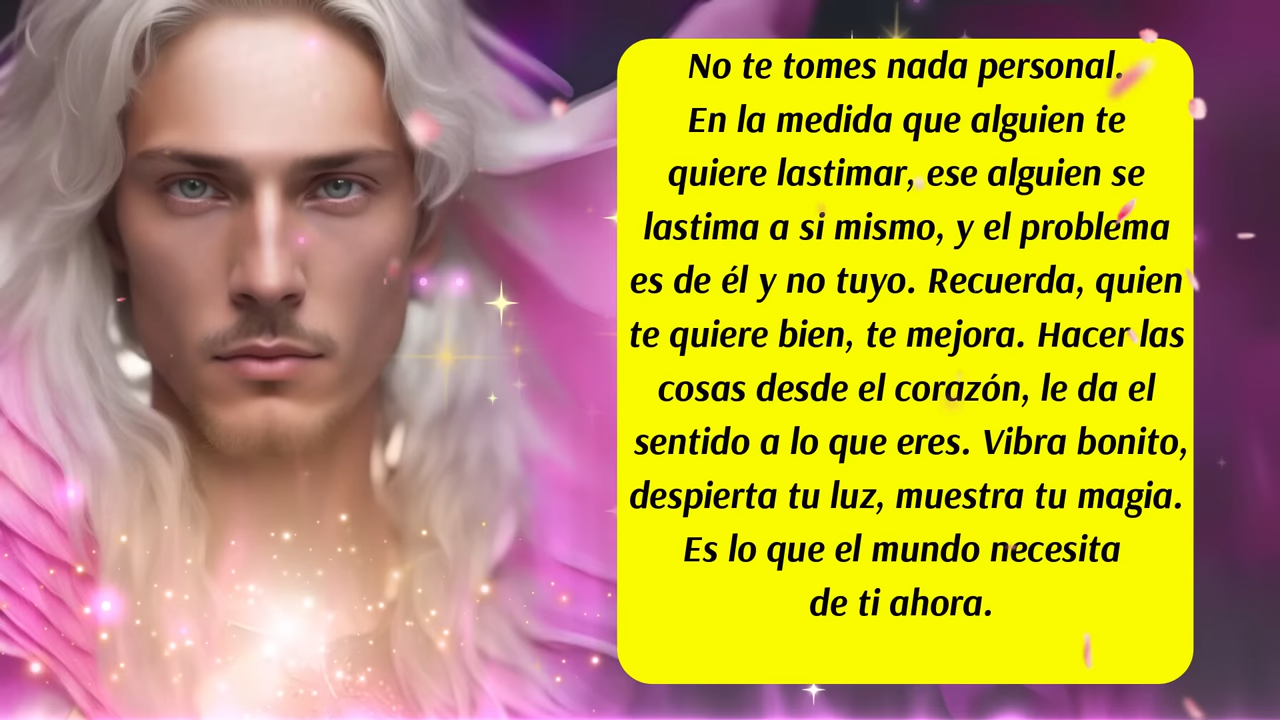 No te tomes nada personal.
En la medida que alguien te
quiere lastimar, ese alguien se
lastima a si mismo, y el problema
es de él y no tuyo. Recuerda, quien
te quiere bien, te mejora. Hacer las
cosas desde el corazón, le da el
sentido a lo que eres. Vibra bonito,
despierta tu luz, muestra tu magia.
Es lo que el mundo necesita
de ti ahora.